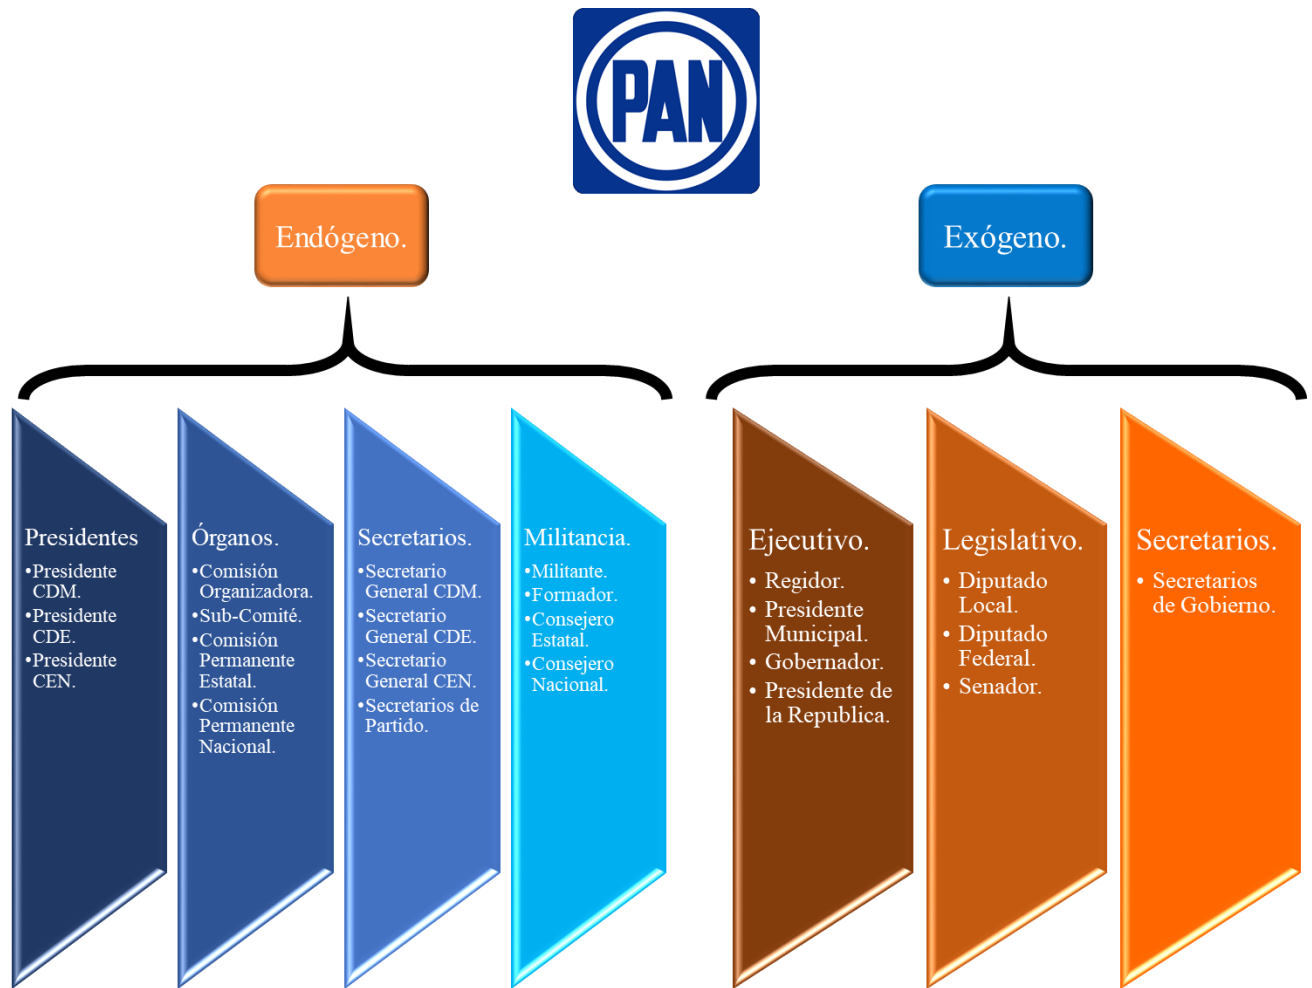 PAN
Endógeno.
Exógeno.
Presidentes
•Presidente
CDM.
•Presidente
CDE.
•Presidente
CEN.
Órganos.
•Comisión
Organizadora.
•Sub-Comité.
•Comisión
Permanente
Estatal.
•Comisión
Permanente
Nacional.
Secretarios.
•Secretario
General CDM.
•Secretario
General CDE.
•Secretario
General CEN.
•Secretarios de
Partido.
Militancia.
•Militante.
•Formador.
•Consejero
Estatal.
•Consejero
Nacional.
Ejecutivo.
• Regidor.
• Presidente
Municipal.
• Gobernador.
• Presidente de
la Republica.
Legislativo.
• Diputado
Local.
• Diputado
Federal.
• Senador.
Secretarios.
• Secretarios
de Gobierno.